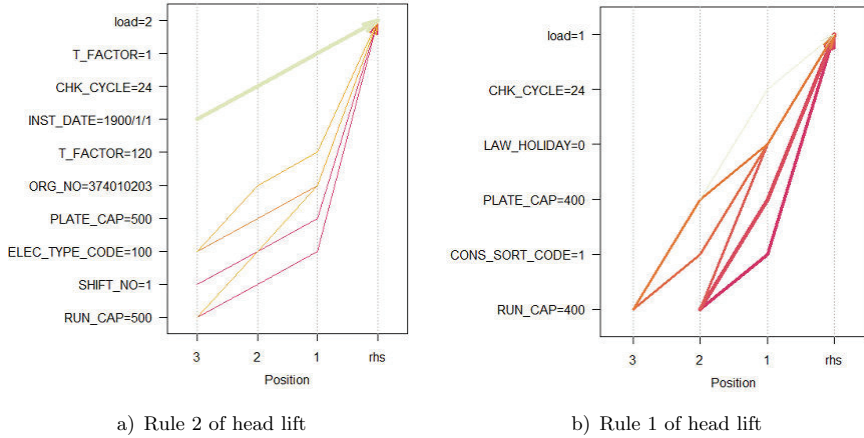 load=2
T_FACTOR=1
CHK_CYCLE=24
INST_DATE=1900/1/1
T_FACTOR=120
ORG_NO=374010203
PLATE_CAP=500
ELEC_TYPE_CODE=100
SHIFT_NO=1
RUN_CAP=500
3 2 1 rhs
Position
a) Rule 2 of head lift
load=1
CHK_CYCLE=24
LAW_HOLIDAY=0
PLATE_CAP=400
CONS_SORT_CODE=1
RUN_CAP=400
3 2 1 rhs
Position
b) Rule 1 of head lift